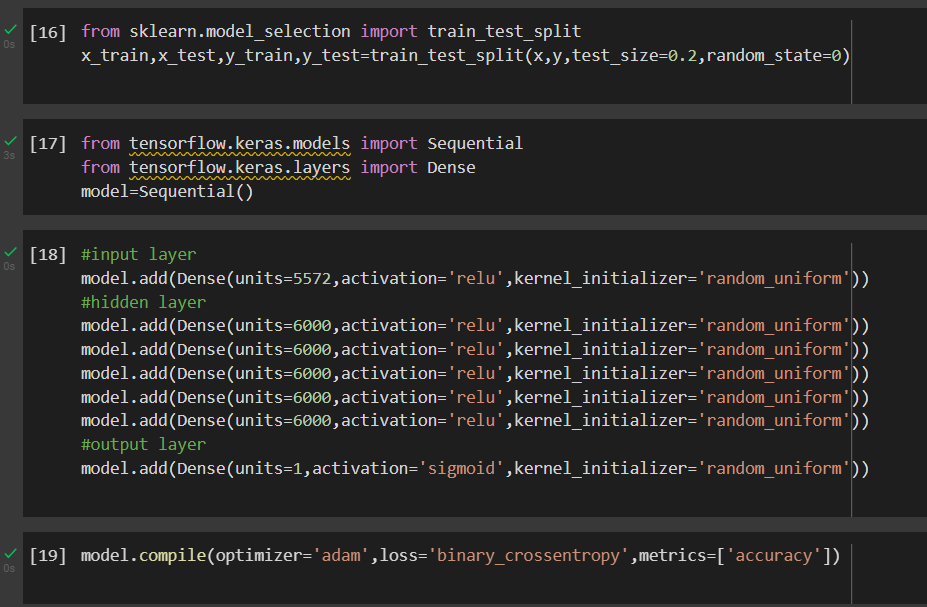 [16] from sklearn.model_selection import train_test_split
0s
x_train,x_test,y_train,y_test=train_test_split(x,y,test_size=0.2,random_state=0)
[17] from tensorflow.keras.models import Sequential
3s
from tensorflow.keras.layers import Dense
model=Sequential()
[18] #input layer
0s
model.add(Dense(units=5572,activation='relu',kernel_initializer='random_uniform'))
#hidden layer
model.add(Dense(units=6000,activation='relu',kernel_initializer='random_uniform'))
model.add(Dense(units=6000,activation='relu',kernel_initializer='random_uniform'))
model.add(Dense(units=6000,activation='relu',kernel_initializer='random_uniform'))
model.add(Dense(units=6000,activation='relu',kernel_initializer='random_uniform'))
model.add(Dense(units=6000,activation='relu',kernel_initializer='random_uniform'))
#output layer
model.add(Dense(units=1,activation='sigmoid',kernel_initializer='random_uniform'))
[19] model.compile(optimizer='adam',loss='binary_crossentropy',metrics=['accuracy'])
0s